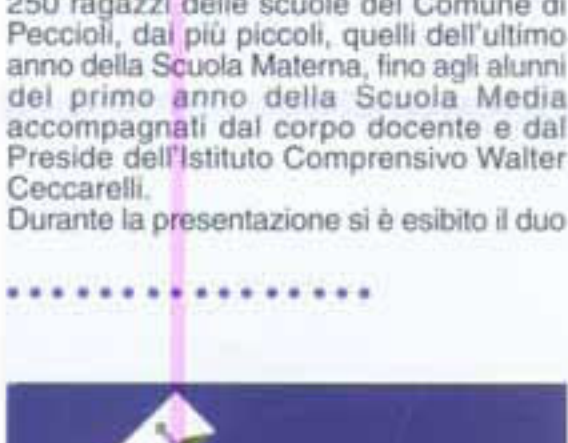 250 ragazzi delle scuole del Comune di
Peccioli, dai più piccoli, quelli dell'ultimo
anno della Scuola Materna, fino agli alunni
del primo anno della Scuola Media
accompagnati dal corpo docente e dal
Preside dell'Istituto Comprensivo Walter
Ceccarelli.
Durante la presentazione si è esibito il duo